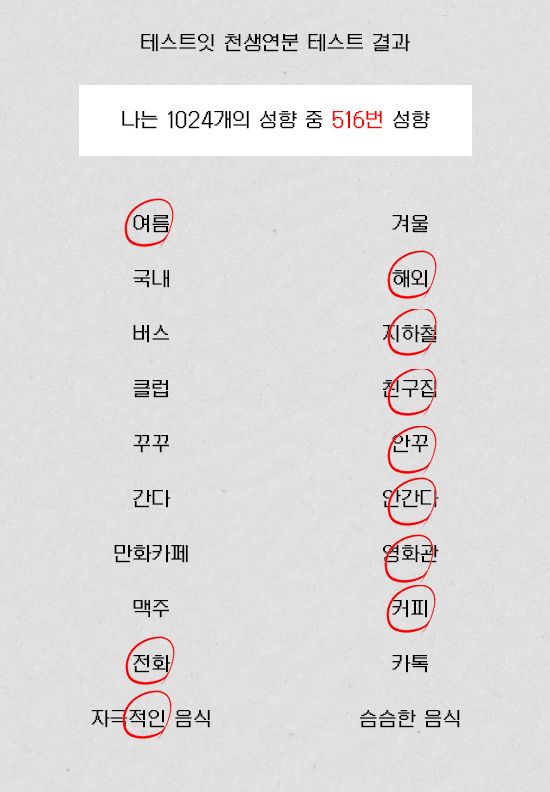 테스트잇 천생연분 테스트 결과
나는 1024개의 성향 중 516번 성향
여름 겨울
국내 해외
버스 지하철
클럽 친구집
꾸꾸 안꾸
간다 안간다
만화카페 영화관
맥주 커피
전화 카톡
자극적인 음식 슴슴한 음식